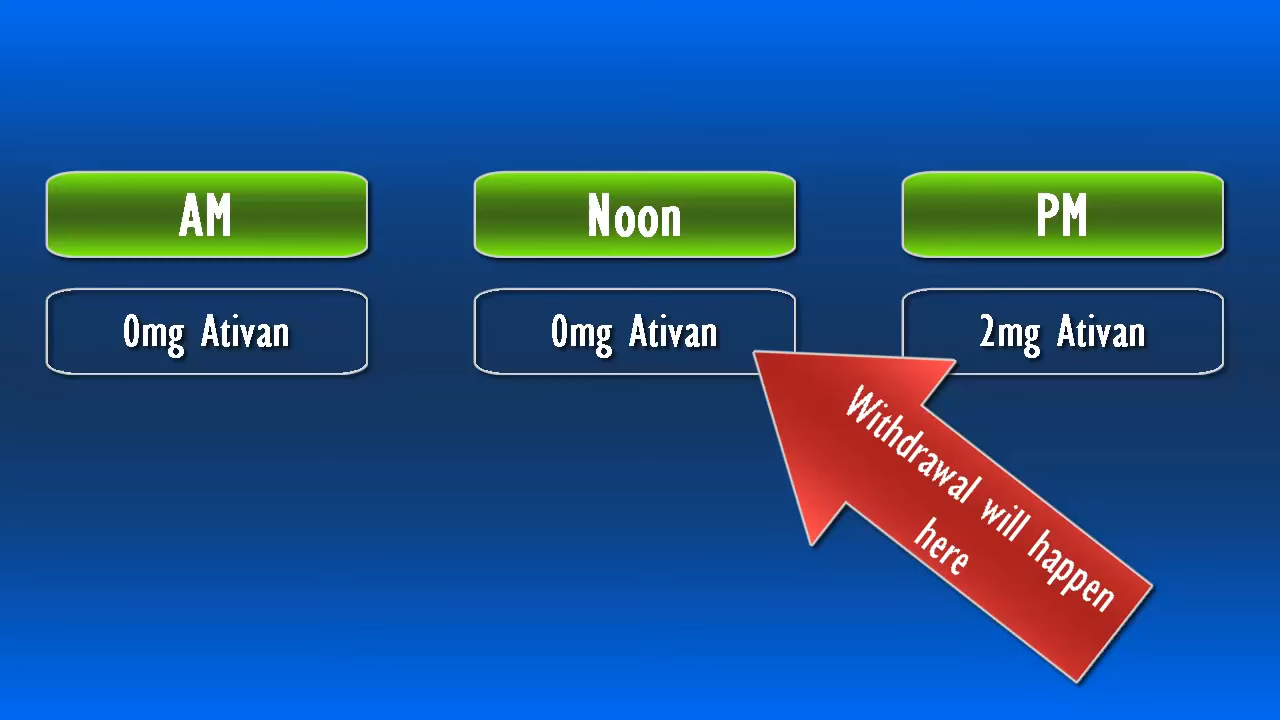 AM
Noon
PM
0mg Ativan
0mg Ativan
2mg Ativan
Withdrawal will happen
here